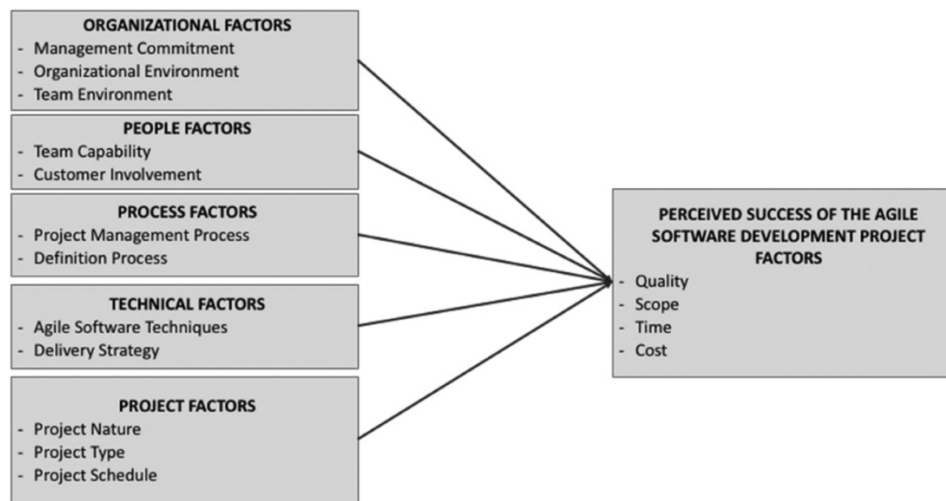 ORGANIZATIONAL FACTORS
- Management Commitment
- Organizational Environment
- Team Environment
PEOPLE FACTORS
- Team Capability
- Customer Involvement
PROCESS FACTORS
- Project Management Process
- Definition Process
TECHNICAL FACTORS
- Agile Software Techniques
- Delivery Strategy
PROJECT FACTORS
- Project Nature
- Project Type
- Project Schedule
PERCEIVED SUCCESS OF THE AGILE
SOFTWARE DEVELOPMENT PROJECT
FACTORS
- Quality
- Scope
- Time
- Cost